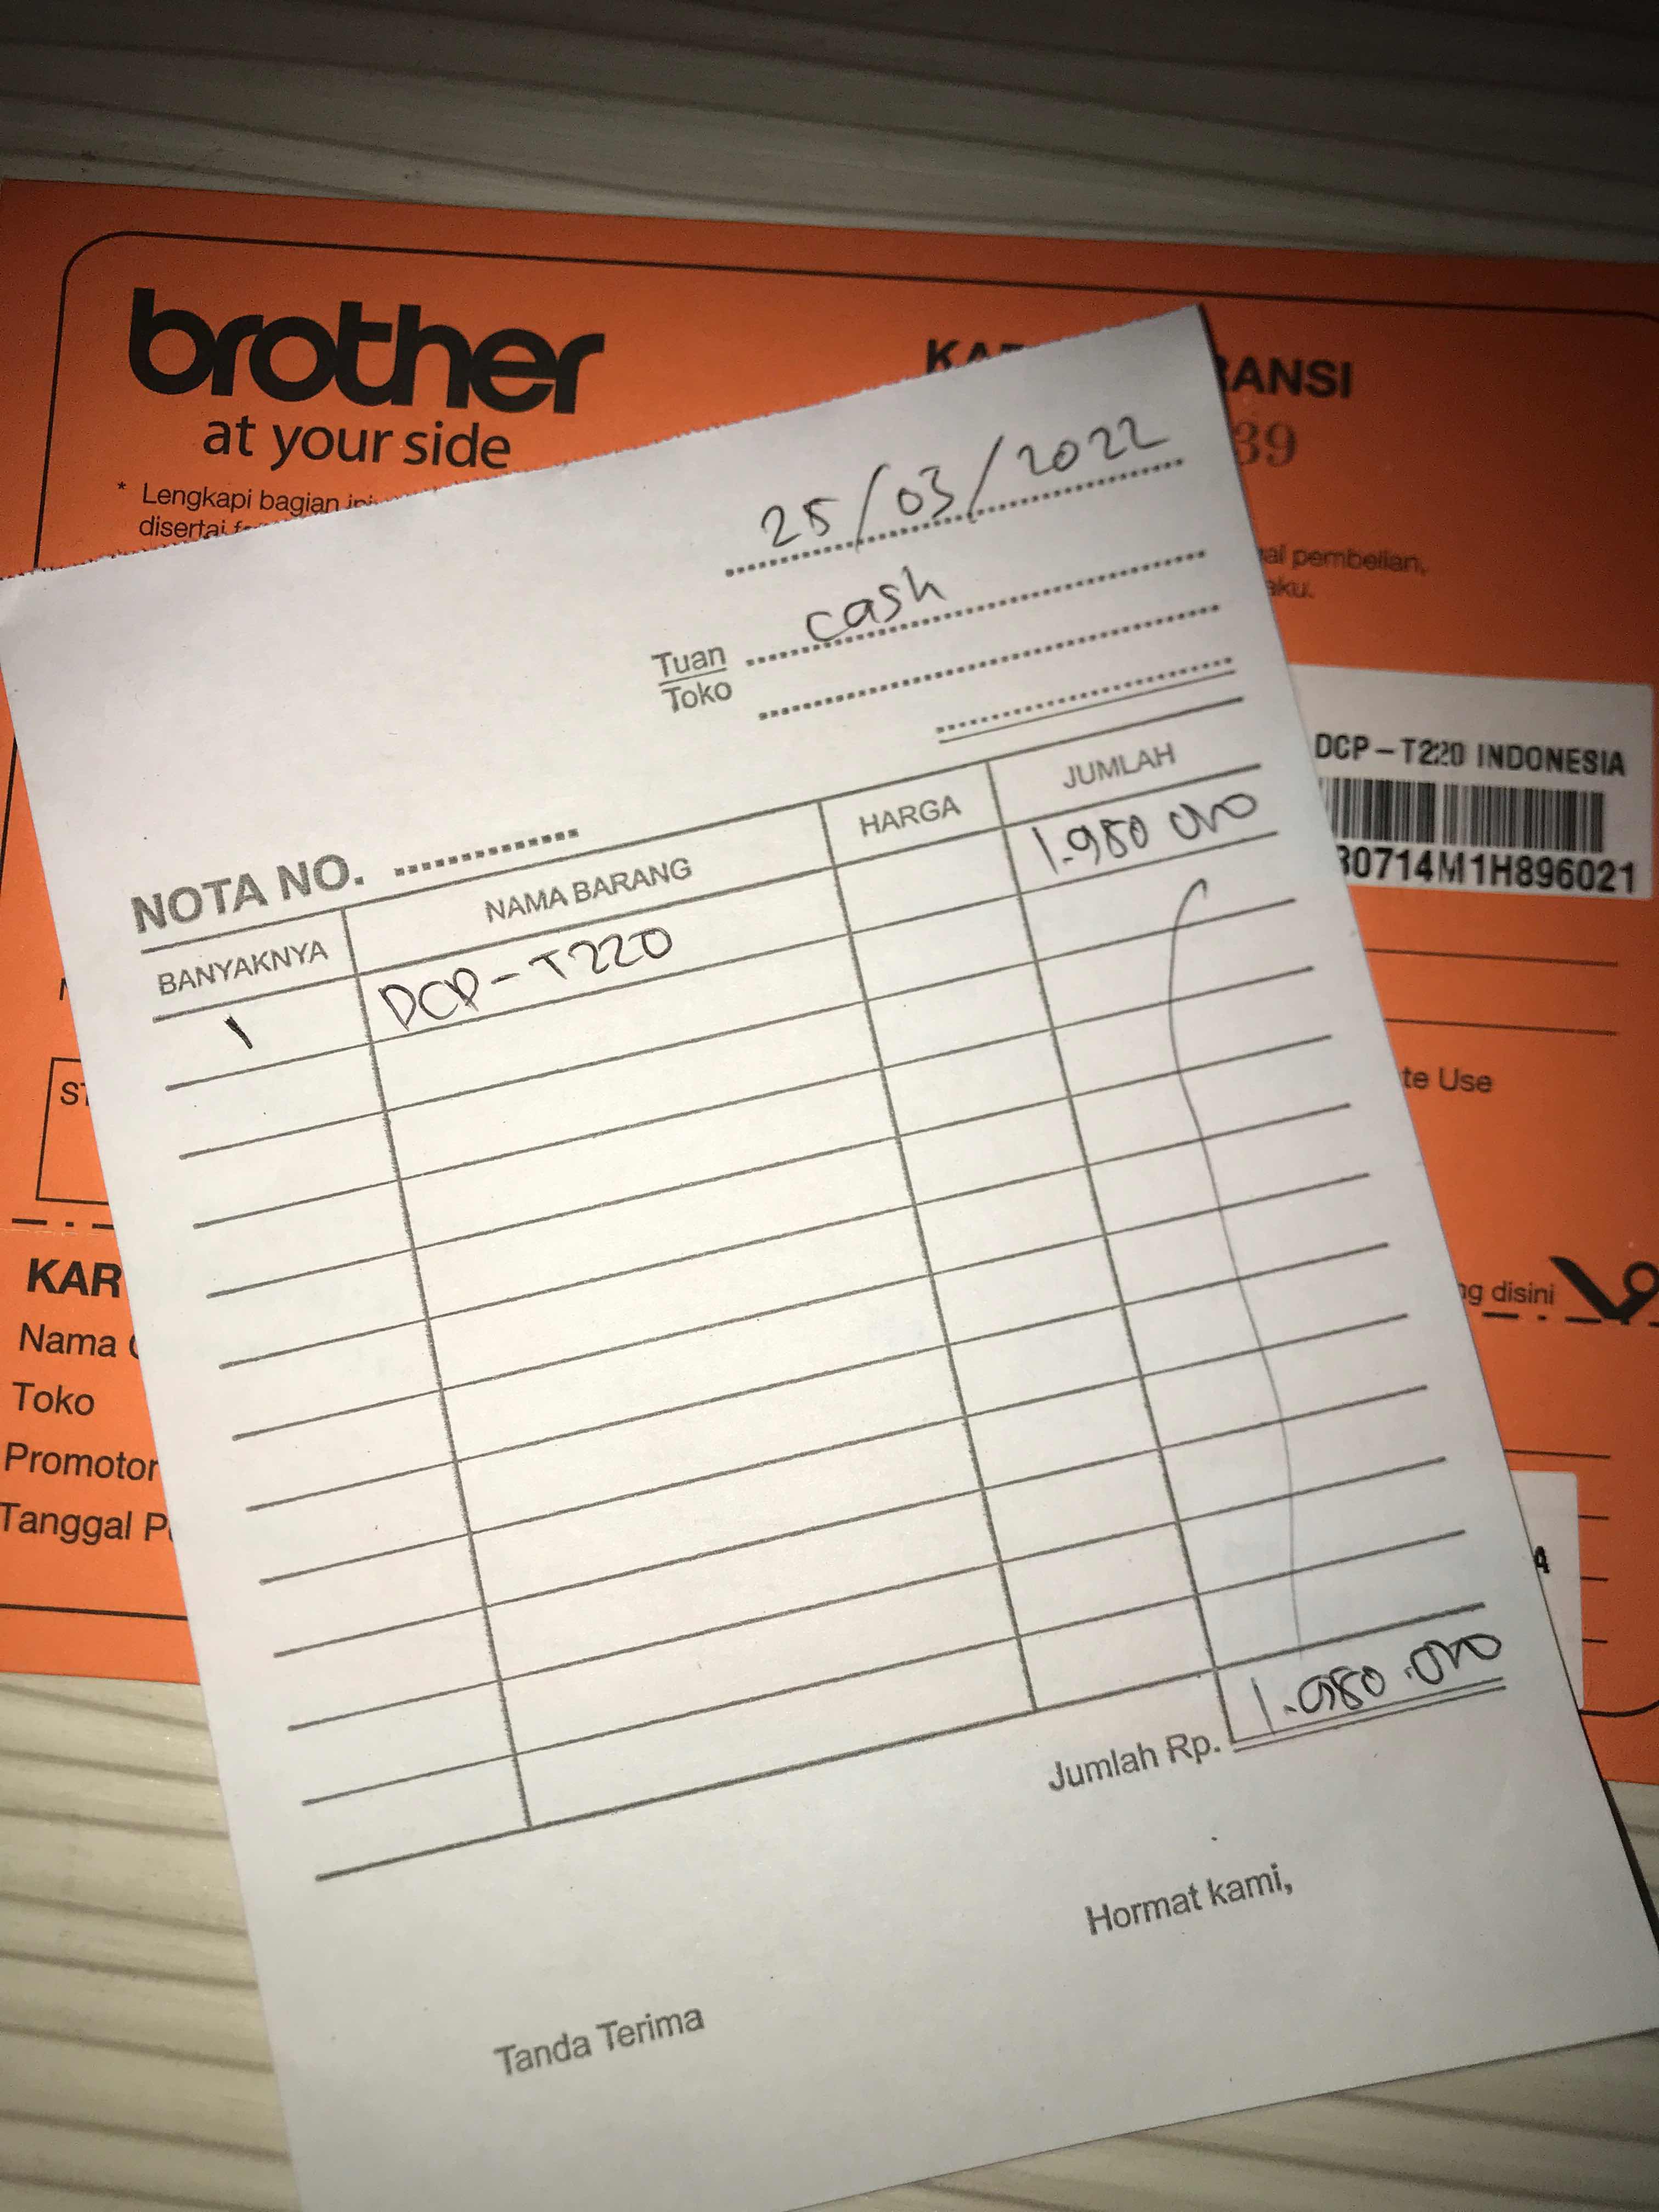 brother
at your side
* Lengkapi bagian ini
disertai
RANSI
39
al pembelian,
aku.
25/03/2022
Tuan cash
Toko
DCP-T220 INDONESIA
30714M1H896021
NOTA NO.
BANYAKNYA NAMA BARANG HARGA JUMLAH
1 DCP-T220 1.980 000
te Use
ST
KAR
ng disini
Nama
Toko
Promotor
Tanggal P
A
Jumlah Rp. 1.980.000
Hormat kami,
Tanda Terima